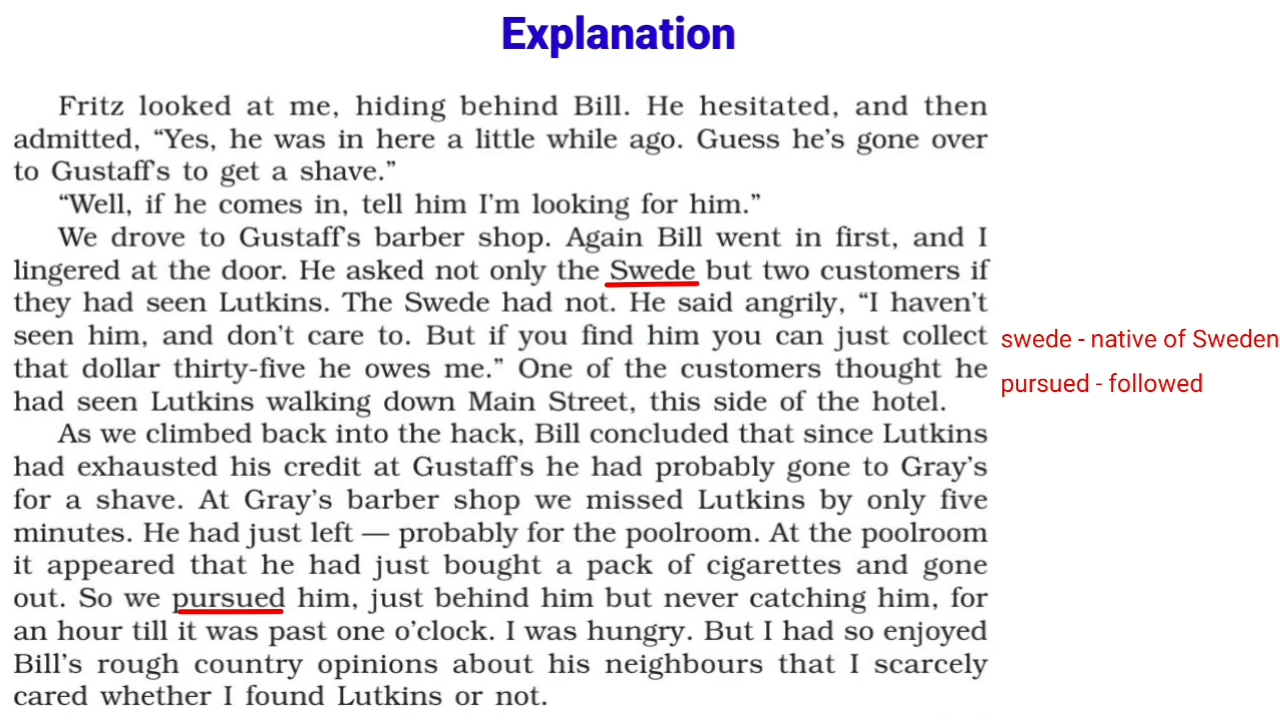 Explanation
Fritz looked at me, hiding behind Bill. He hesitated, and then
admitted, “Yes, he was in here a little while ago. Guess he’s gone over
to Gustaff’s to get a shave.”
“Well, if he comes in, tell him I’m looking for him.”
We drove to Gustaff’s barber shop. Again Bill went in first, and I
lingered at the door. He asked not only the Swede but two customers if
they had seen Lutkins. The Swede had not. He said angrily, “I haven’t
seen him, and don’t care to. But if you find him you can just collect
that dollar thirty-five he owes me.” One of the customers thought he
had seen Lutkins walking down Main Street, this side of the hotel.
As we climbed back into the hack, Bill concluded that since Lutkins
had exhausted his credit at Gustaff’s he had probably gone to Gray’s
for a shave. At Gray’s barber shop we missed Lutkins by only five
minutes. He had just left — probably for the poolroom. At the poolroom
it appeared that he had just bought a pack of cigarettes and gone
out. So we pursued him, just behind him but never catching him, for
an hour till it was past one o’clock. I was hungry. But I had so enjoyed
Bill’s rough country opinions about his neighbours that I scarcely
cared whether I found Lutkins or not.
swede - native of Sweden
pursued - followed